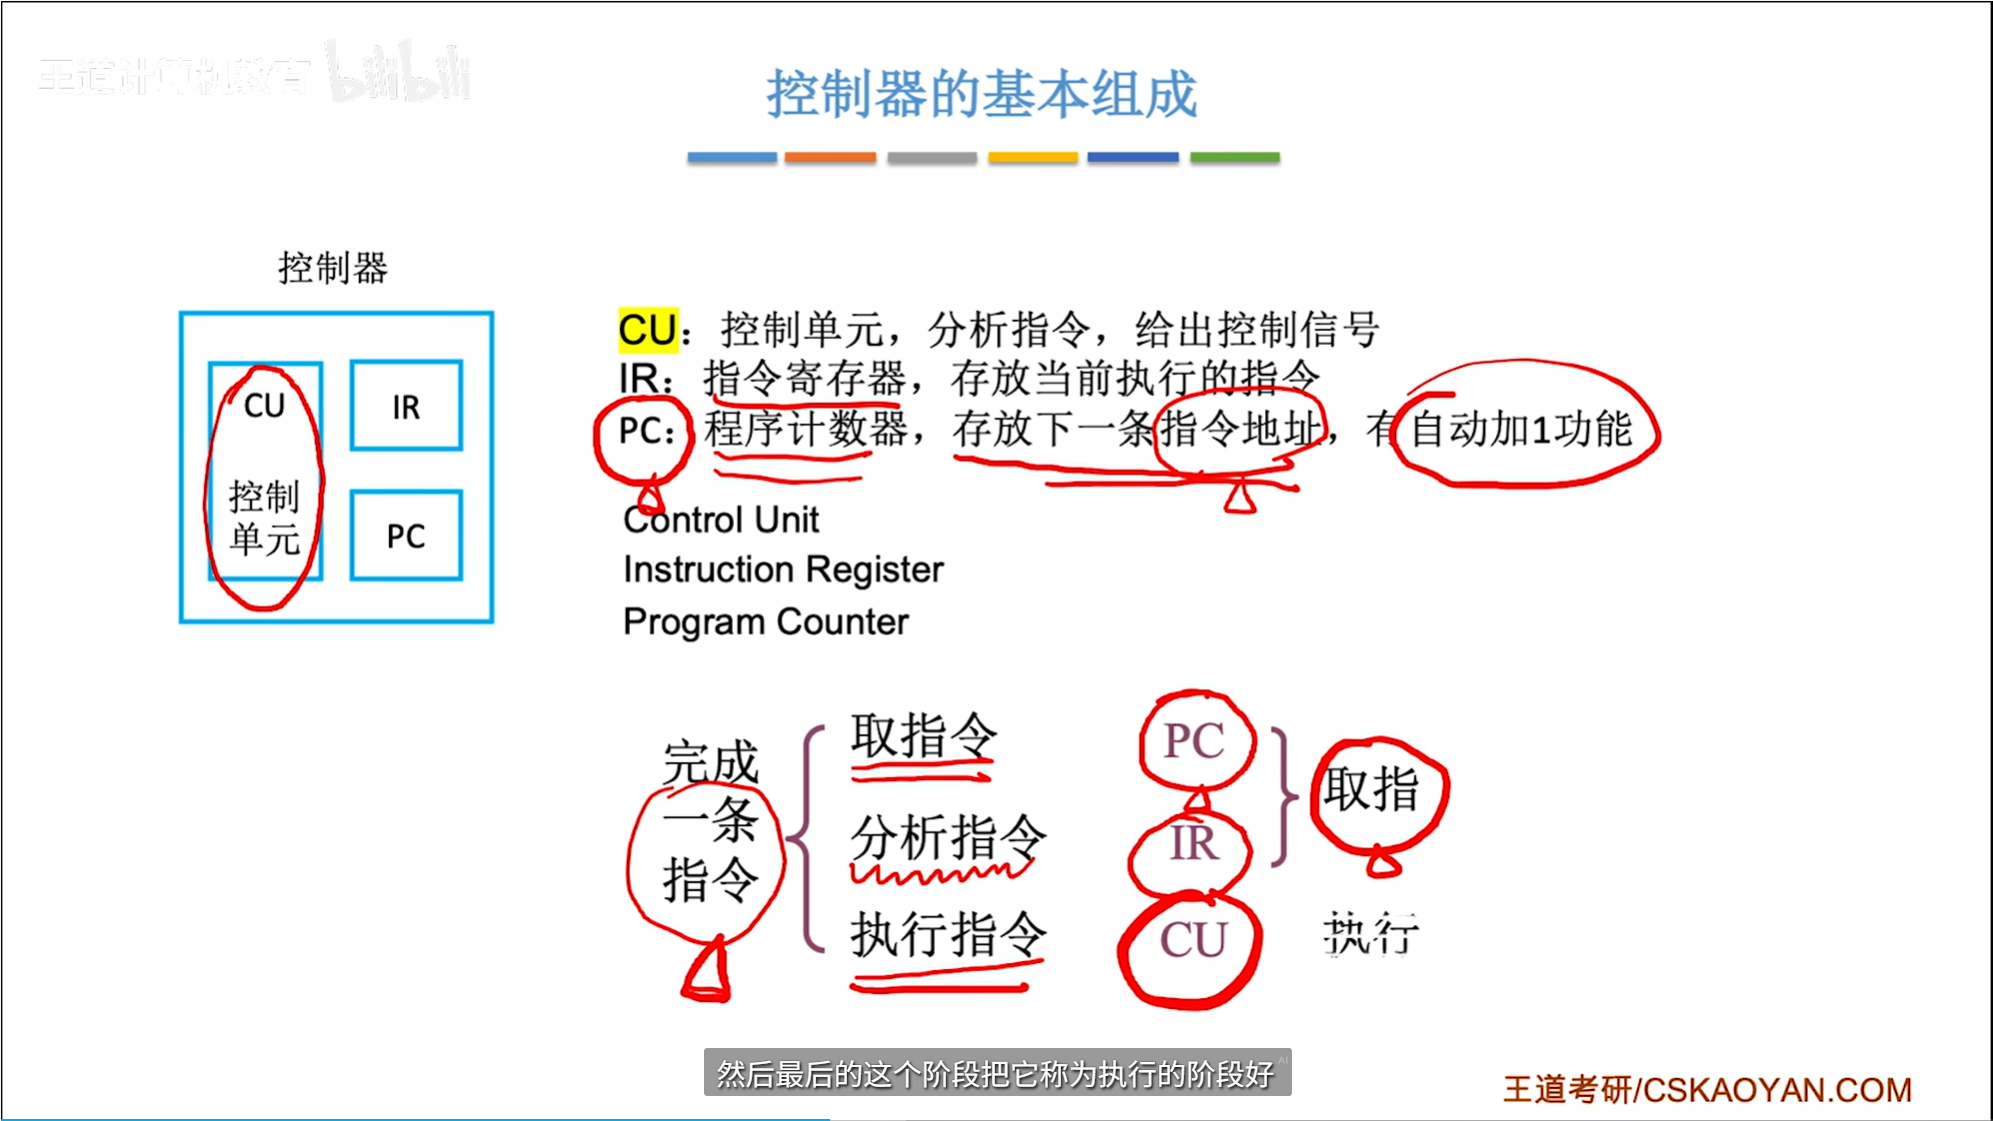 王道计算机教育 bilibili
控制器的基本组成
控制器
CU
控制
单元
IR
PC
CU：控制单元，分析指令，给出控制信号
IR：指令寄存器，存放当前执行的指令
PC：程序计数器，存放下一条指令地址，有自动加1功能
Control Unit
Instruction Register
Program Counter
完成
一条
指令
取指令
分析指令
执行指令
PC
IR
CU
取指
执行
然后最后的这个阶段把它称为执行的阶段好
AI
王道考研/CSKAOYAN.COM